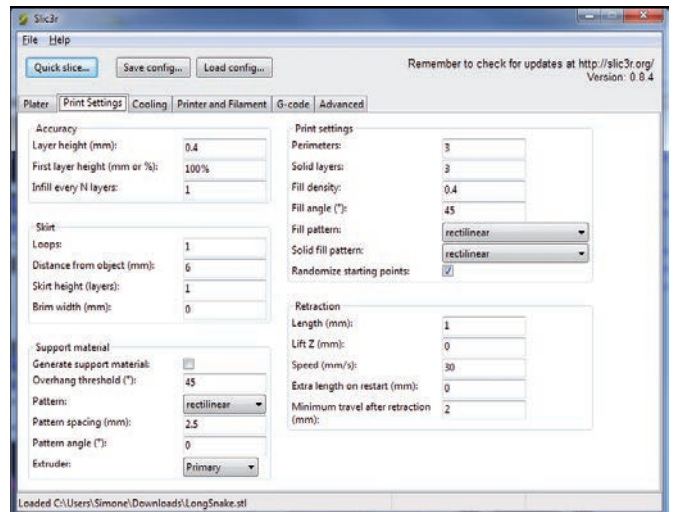 Slic3r
File Help
Quick slice... Save config... Load config... Remember to check for updates at http://slic3r.org/
Version: 0.8.4
Plater Print Settings Cooling Printer and Filament G-code Advanced
Accuracy
Layer height (mm): 0.4
First layer height (mm or %): 100%
Infill every N layers: 1
Skirt
Loops: 1
Distance from object (mm): 6
Skirt height (layers): 1
Brim width (mm): 0
Support material
Generate support material:
Overhang threshold (°): 45
Pattern: rectilinear
Pattern spacing (mm): 2.5
Pattern angle (°): 0
Extruder: Primary
Print settings
Perimeters: 3
Solid layers: 3
Fill density: 0.4
Fill angle (°): 45
Fill pattern: rectilinear
Solid fill pattern: rectilinear
Randomize starting points:
Retraction
Length (mm): 1
Lift Z (mm): 0
Speed (mm/s): 30
Extra length on restart (mm): 0
Minimum travel after retraction 2
(mm):
Loaded C:\Users\Simone\Downloads\LongSnake.stl